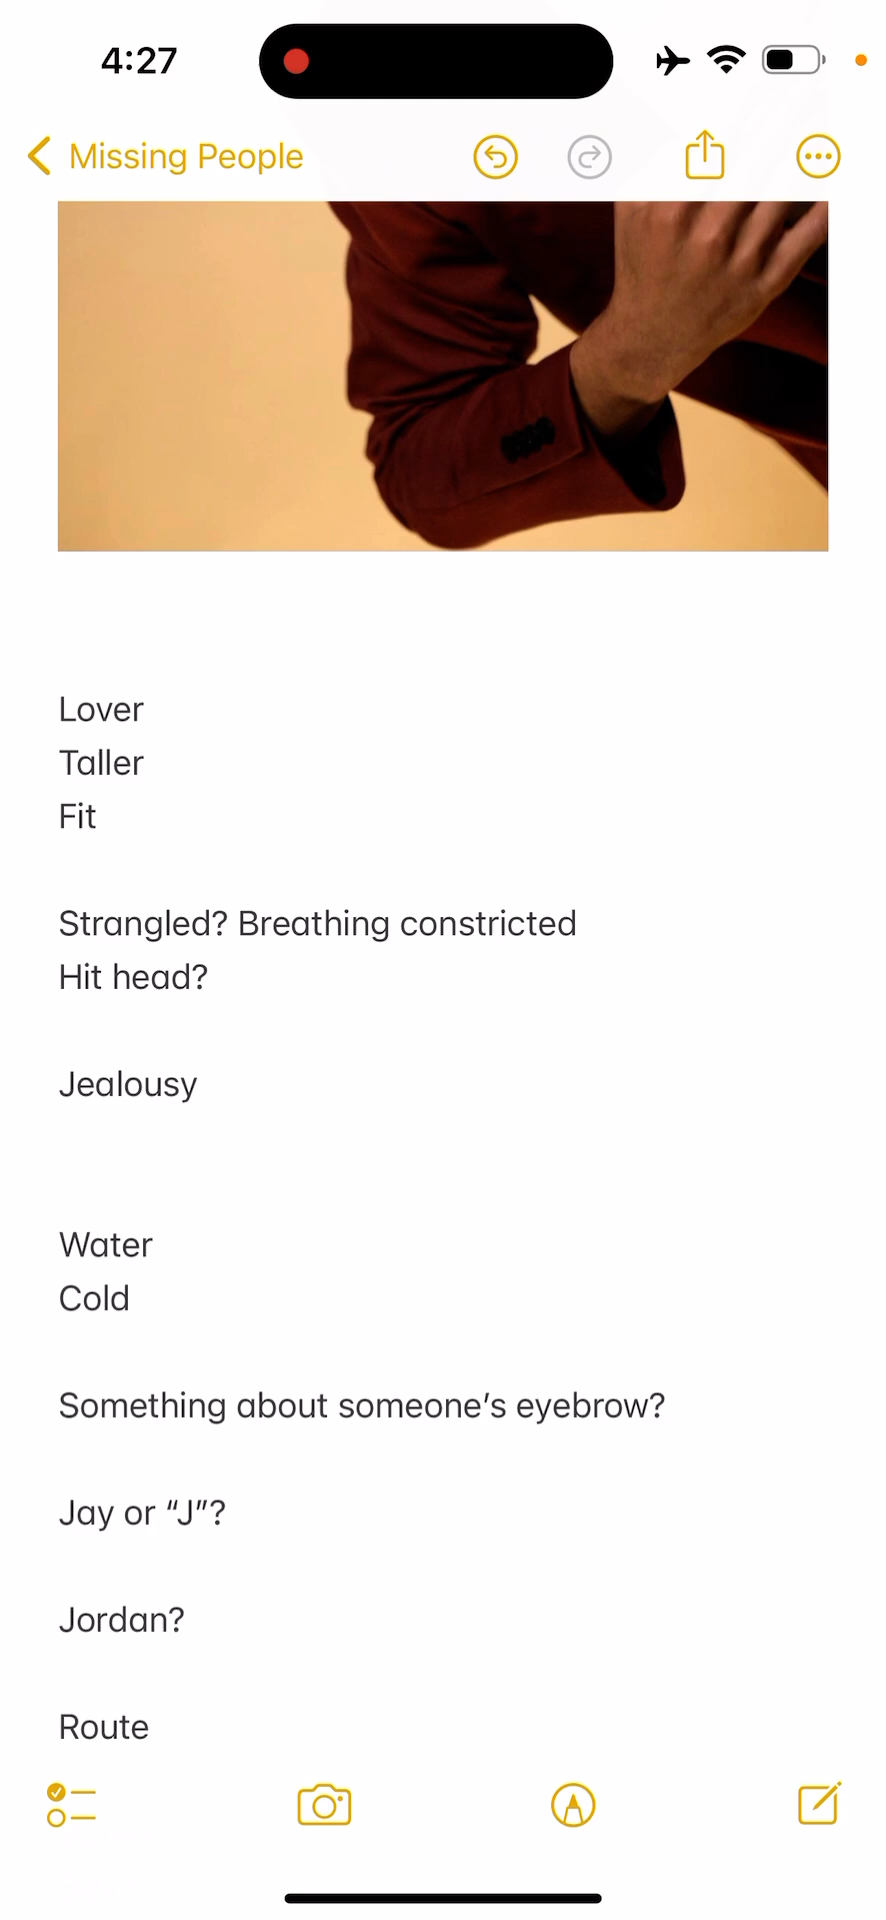 4:27
Missing People
Lover
Taller
Fit
Strangled? Breathing constricted
Hit head?
Jealousy
Water
Cold
Something about someone’s eyebrow?
Jay or “J”?
Jordan?
Route